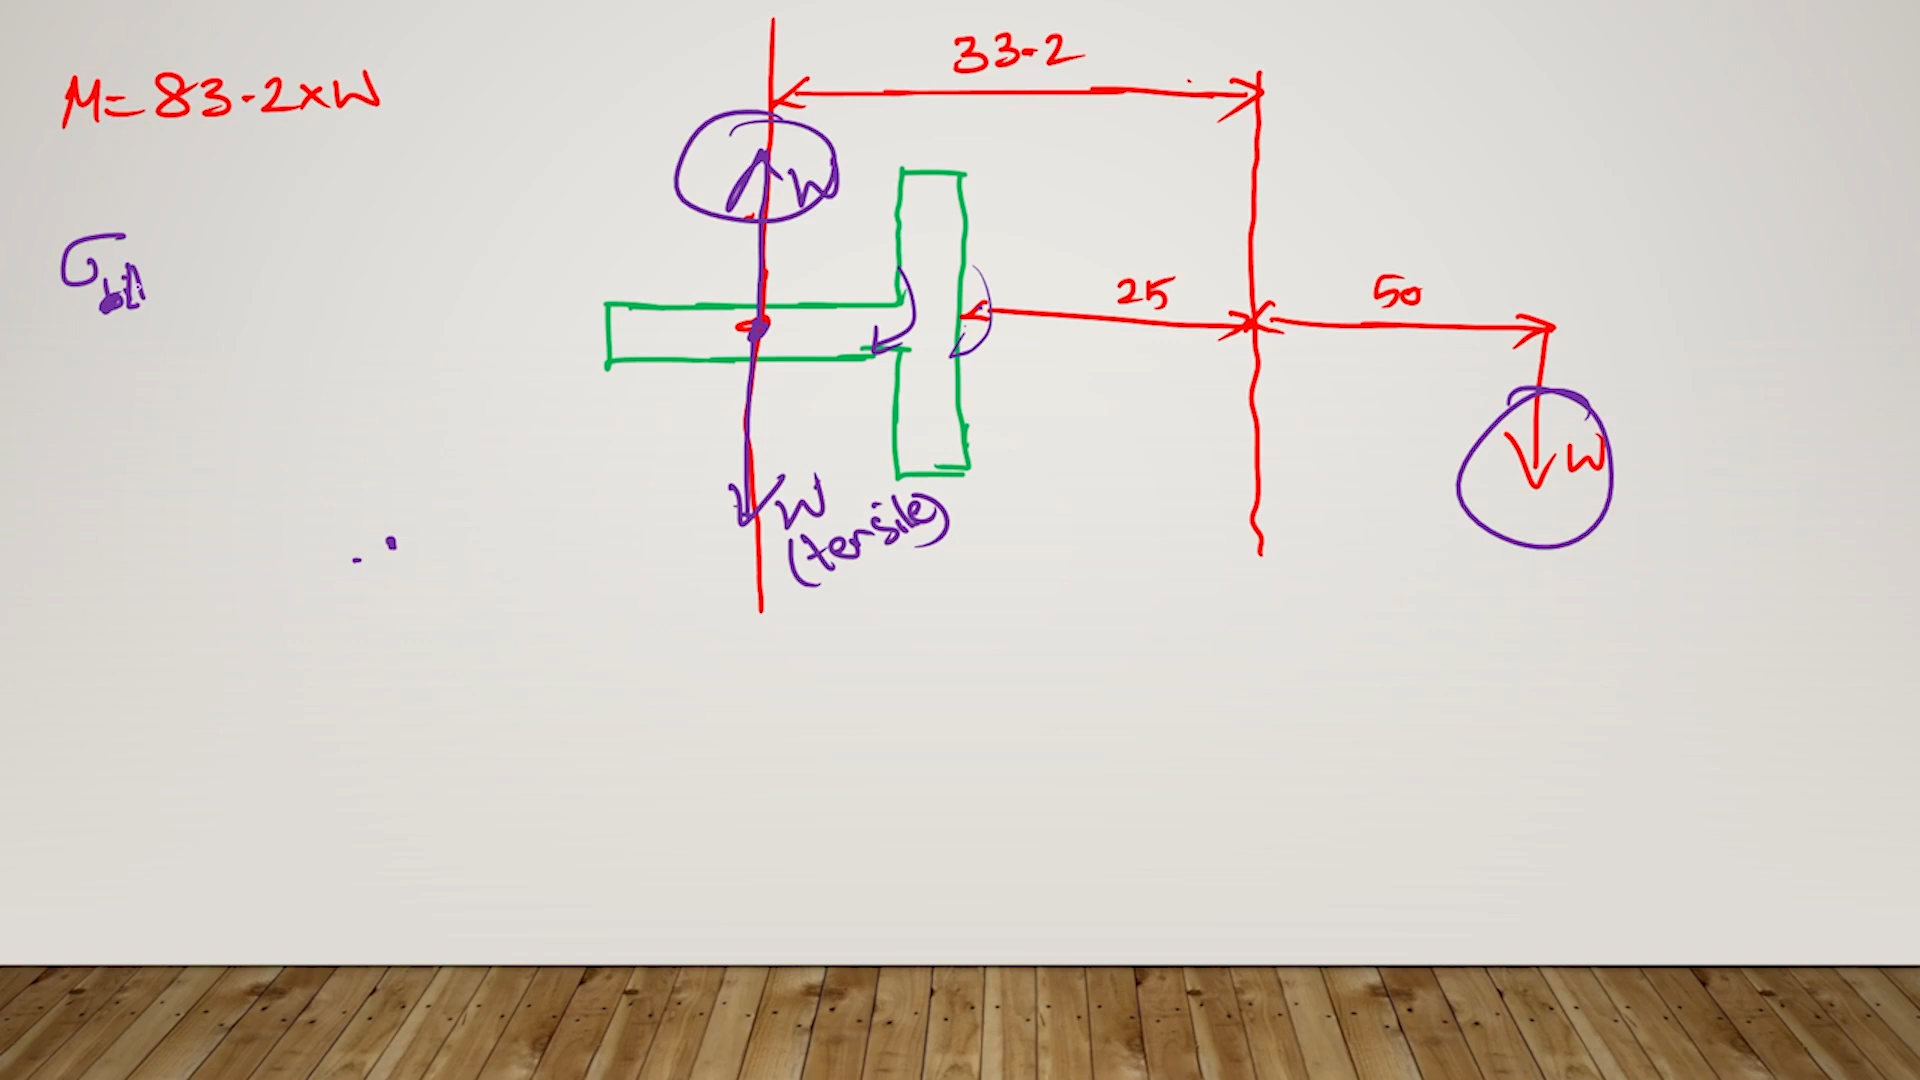 33.2
M = 83.2 x W
W
σ
25
50
W
W
(tensile)